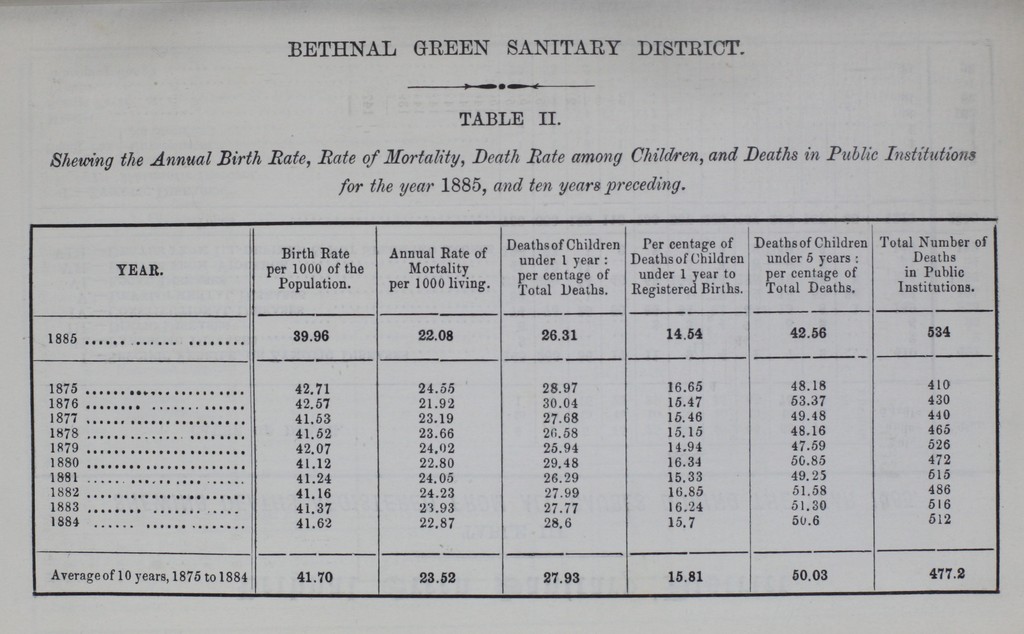 BETHNAL GREEN SANITARY DISTRICT.
TABLE II.
Shewing the Annual Birth Rate, Rate of Mortality, Death Rate among Children, and Deaths in Public Institutions
for the year 1885, and ten years preceding.
YEAR. Birth Rate per 1000 of the Population. Annual Rate of Mortality per 1000 living. Deaths of Children under 1 year : per centage of Total Deaths. Per centage of Deaths of Children under 1 year to Registered Births. Deaths of Children under 5 years : per centage of Total Deaths. Total Number of Deaths in Public Institutions.
1885 39.96 22.08 26.31 14.54 42.56 534
1875 42.71 24.55 28.97 16.65 48.18 410
1876 42.57 21.92 30.04 15.47 53.37 430
1877 41.53 23.19 27.68 15.46 49.48 440
1878 41.52 23.66 26.58 15.15 48.16 465
1879 42.07 24.02 25.94 14.94 47.59 526
1880 41.12 22.80 29.48 16.34 56.85 472
1881 41.24 24.05 26.29 15.33 49.25 515
1882 41.16 24.23 27.99 16.85 51.58 486
1883 41.37 23.93 27.77 16.24 51.30 516
1884 41.62 22.87 28.6 15.7 50.6 512
Average of 10 years, 1875 to 1884 41.70 23.52 27.93 15.81 50.03 477.2